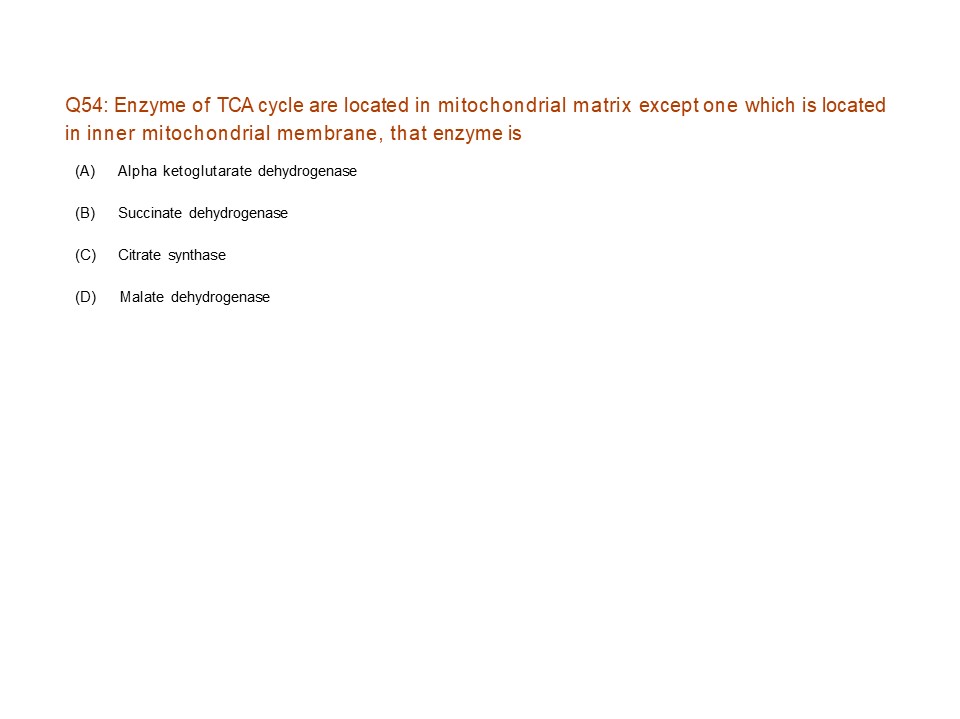 Q54: Enzyme of TCA cycle are located in mitochondrial matrix except one which is located
in inner mitochondrial membrane, that enzyme is
(A) Alpha ketoglutarate dehydrogenase
(B) Succinate dehydrogenase
(C) Citrate synthase
(D) Malate dehydrogenase